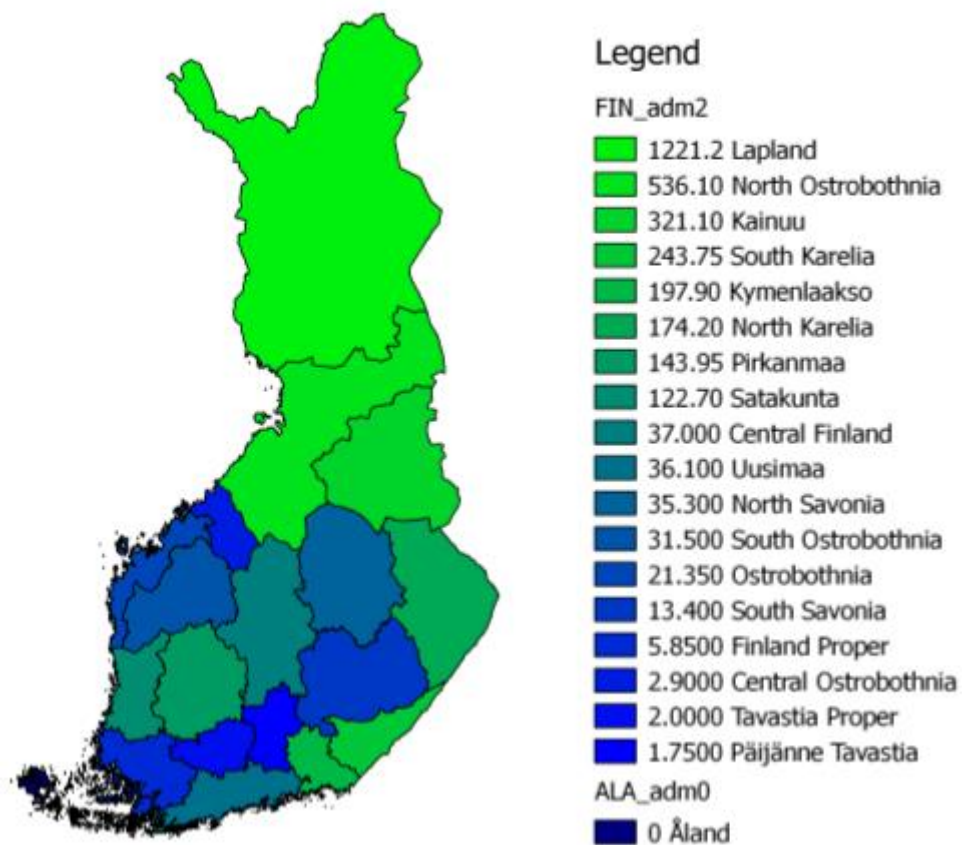 Legend
FIN_adm2
1221.2 Lapland
536.10 North Ostrobothnia
321.10 Kainuu
243.75 South Karelia
197.90 Kymenlaakso
174.20 North Karelia
143.95 Pirkanmaa
122.70 Satakunta
37.000 Central Finland
36.100 Uusimaa
35.300 North Savonia
31.500 South Ostrobothnia
21.350 Ostrobothnia
13.400 South Savonia
5.8500 Finland Proper
2.9000 Central Ostrobothnia
2.0000 Tavastia Proper
1.7500 Päijänne Tavastia
ALA_adm0
0 Åland